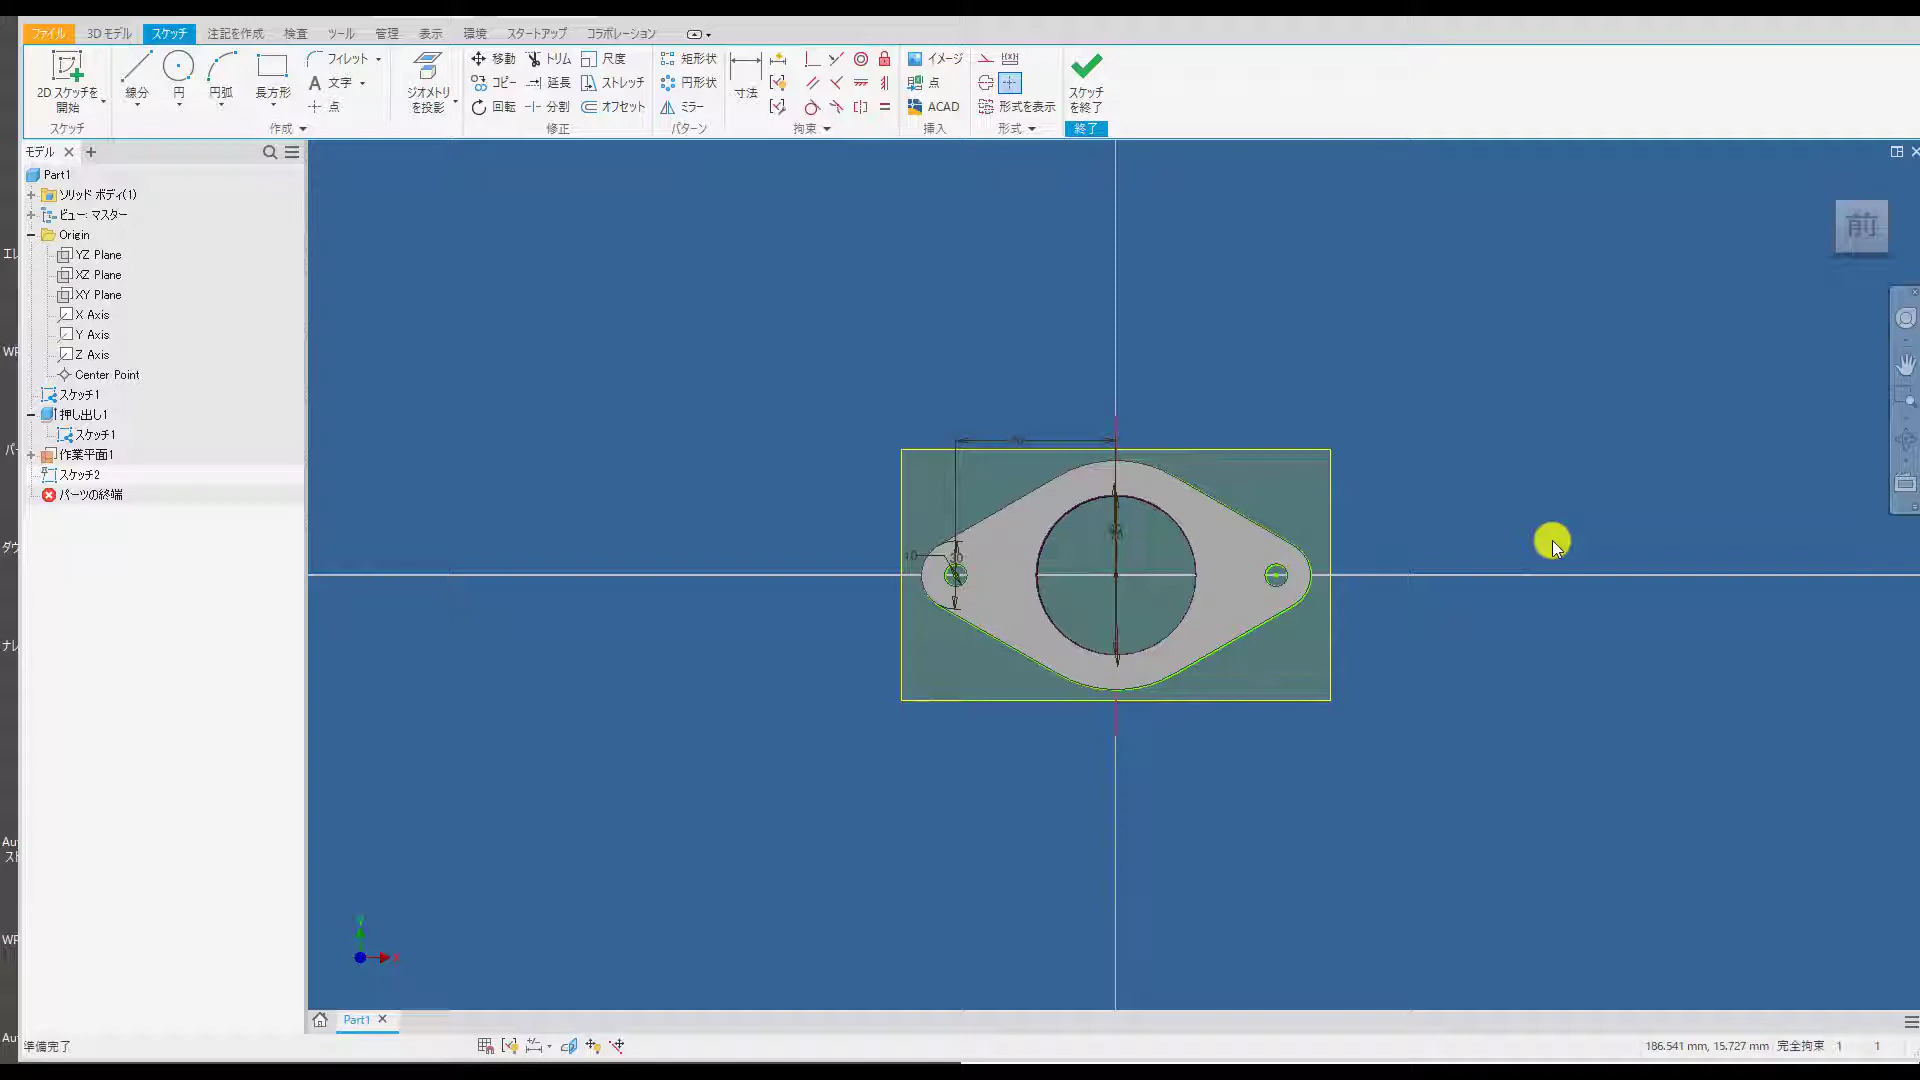 ファイル 3D モデル スケッチ 注記を作成 検査 ツール 管理 表示 環境 スタートアップ コラボレーション
2D スケッチを開始 線分 円 円弧 長方形 フィレット 文字 点 ジオメトリを投影
移動 トリム 尺度 コピー 延長 ストレッチ 回転 分割 オフセット
矩形状 円形状 ミラー 寸法 イメージ 点 ACAD 形式を表示 スケッチを終了
スケッチ 作成 修正 パターン 拘束 挿入 形式 終了
モデル
Part1
ソリッド ボディ(1)
ビュー: マスター
Origin
YZ Plane
XZ Plane
XY Plane
X Axis
Y Axis
Z Axis
Center Point
スケッチ1
押し出し1
スケッチ1
作業平面1
スケッチ2
パーツの終端
前
10
Part1
準備完了
186.541 mm, 15.727 mm 完全拘束 1 1